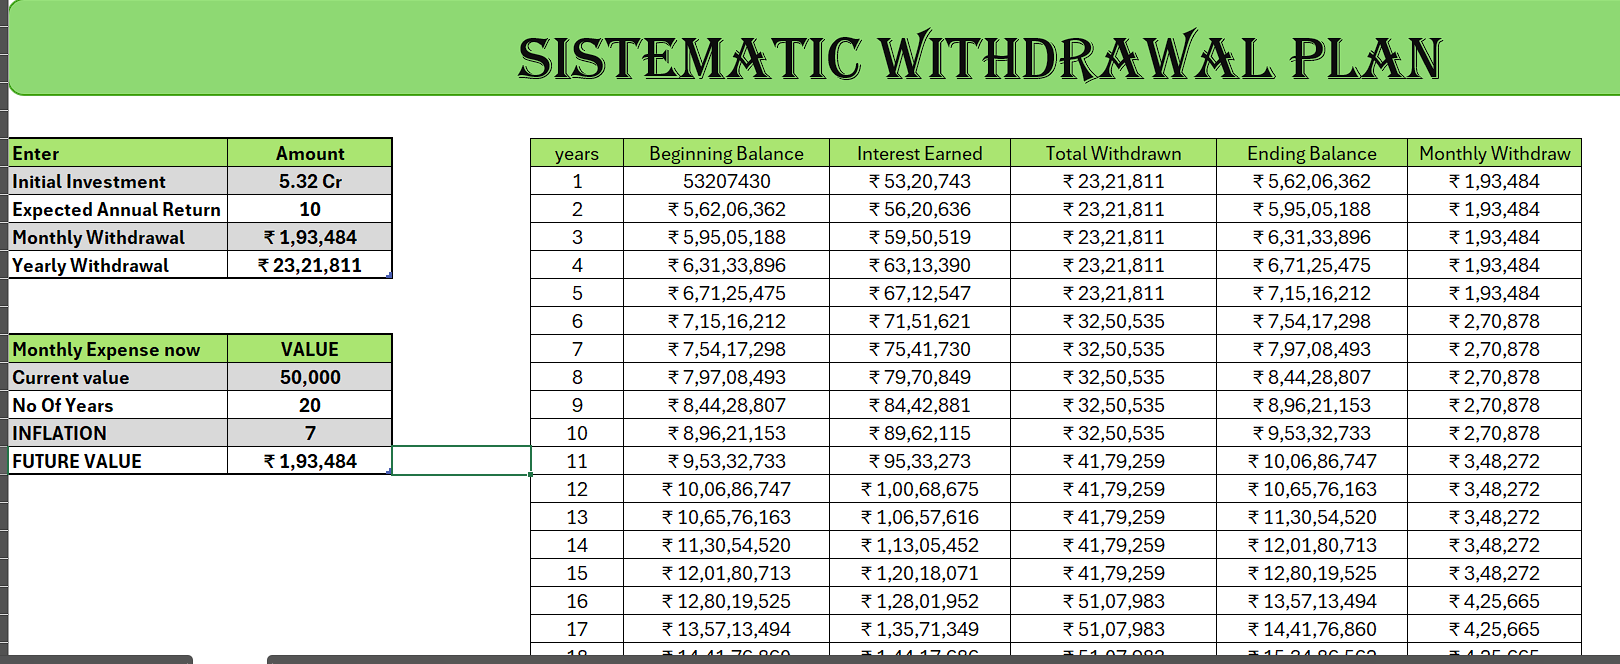 SISTEMATIC WITHDRAWAL PLAN
Enter Amount
Initial Investment 5.32 Cr
Expected Annual Return 10
Monthly Withdrawal ₹ 1,93,484
Yearly Withdrawal ₹ 23,21,811
Monthly Expense now VALUE
Current value 50,000
No Of Years 20
INFLATION 7
FUTURE VALUE ₹ 1,93,484
years Beginning Balance Interest Earned Total Withdrawn Ending Balance Monthly Withdraw
1 53207430 ₹ 53,20,743 ₹ 23,21,811 ₹ 5,62,06,362 ₹ 1,93,484
2 ₹ 5,62,06,362 ₹ 56,20,636 ₹ 23,21,811 ₹ 5,95,05,188 ₹ 1,93,484
3 ₹ 5,95,05,188 ₹ 59,50,519 ₹ 23,21,811 ₹ 6,31,33,896 ₹ 1,93,484
4 ₹ 6,31,33,896 ₹ 63,13,390 ₹ 23,21,811 ₹ 6,71,25,475 ₹ 1,93,484
5 ₹ 6,71,25,475 ₹ 67,12,547 ₹ 23,21,811 ₹ 7,15,16,212 ₹ 1,93,484
6 ₹ 7,15,16,212 ₹ 71,51,621 ₹ 32,50,535 ₹ 7,54,17,298 ₹ 2,70,878
7 ₹ 7,54,17,298 ₹ 75,41,730 ₹ 32,50,535 ₹ 7,97,08,493 ₹ 2,70,878
8 ₹ 7,97,08,493 ₹ 79,70,849 ₹ 32,50,535 ₹ 8,44,28,807 ₹ 2,70,878
9 ₹ 8,44,28,807 ₹ 84,42,881 ₹ 32,50,535 ₹ 8,96,21,153 ₹ 2,70,878
10 ₹ 8,96,21,153 ₹ 89,62,115 ₹ 32,50,535 ₹ 9,53,32,733 ₹ 2,70,878
11 ₹ 9,53,32,733 ₹ 95,33,273 ₹ 41,79,259 ₹ 10,06,86,747 ₹ 3,48,272
12 ₹ 10,06,86,747 ₹ 1,00,68,675 ₹ 41,79,259 ₹ 10,65,76,163 ₹ 3,48,272
13 ₹ 10,65,76,163 ₹ 1,06,57,616 ₹ 41,79,259 ₹ 11,30,54,520 ₹ 3,48,272
14 ₹ 11,30,54,520 ₹ 1,13,05,452 ₹ 41,79,259 ₹ 12,01,80,713 ₹ 3,48,272
15 ₹ 12,01,80,713 ₹ 1,20,18,071 ₹ 41,79,259 ₹ 12,80,19,525 ₹ 3,48,272
16 ₹ 12,80,19,525 ₹ 1,28,01,952 ₹ 51,07,983 ₹ 13,57,13,494 ₹ 4,25,665
17 ₹ 13,57,13,494 ₹ 1,35,71,349 ₹ 51,07,983 ₹ 14,41,76,860 ₹ 4,25,665